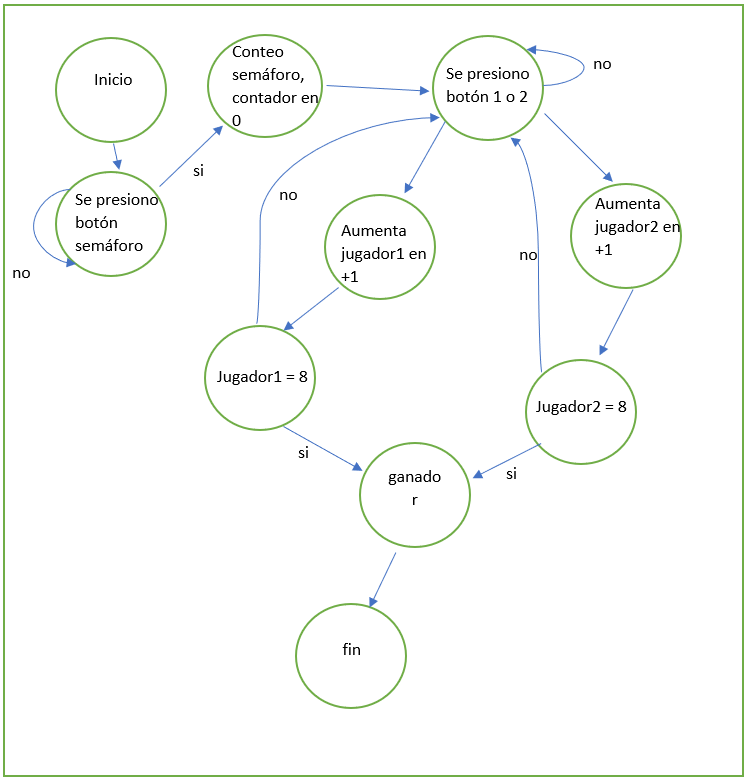 Inicio
Conteo
semáforo,
contador en
0
Se presiono
botón 1 o 2
no
Se presiono
botón
semáforo
si
no
no
Aumenta
jugador1 en
+1
Aumenta
jugador2 en
+1
no
Jugador1 = 8
Jugador2 = 8
si
si
ganado
r
fin